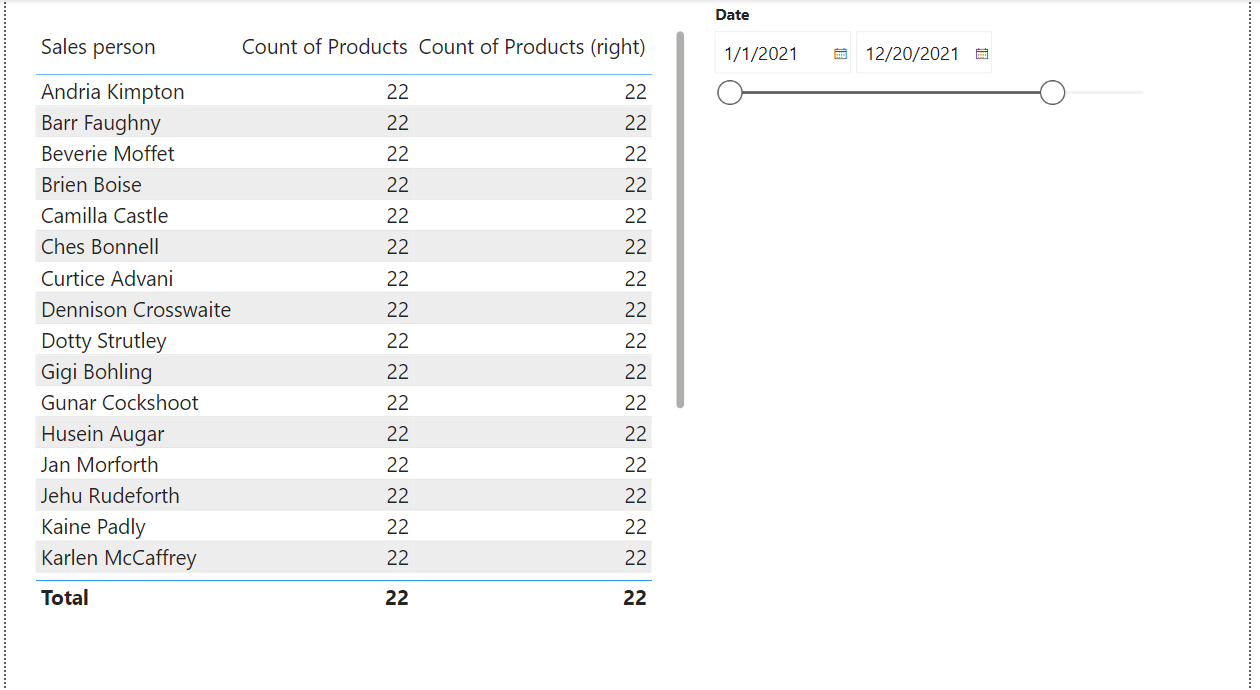 Sales person Count of Products Count of Products (right)
Andria Kimpton 22 22
Barr Faughny 22 22
Beverie Moffet 22 22
Brien Boise 22 22
Camilla Castle 22 22
Ches Bonnell 22 22
Curtice Advani 22 22
Dennison Crosswaite 22 22
Dotty Strutley 22 22
Gigi Bohling 22 22
Gunar Cockshoot 22 22
Husein Augar 22 22
Jan Morforth 22 22
Jehu Rudeforth 22 22
Kaine Padly 22 22
Karlen McCaffrey 22 22
Total 22 22
Date
1/1/2021 12/20/2021